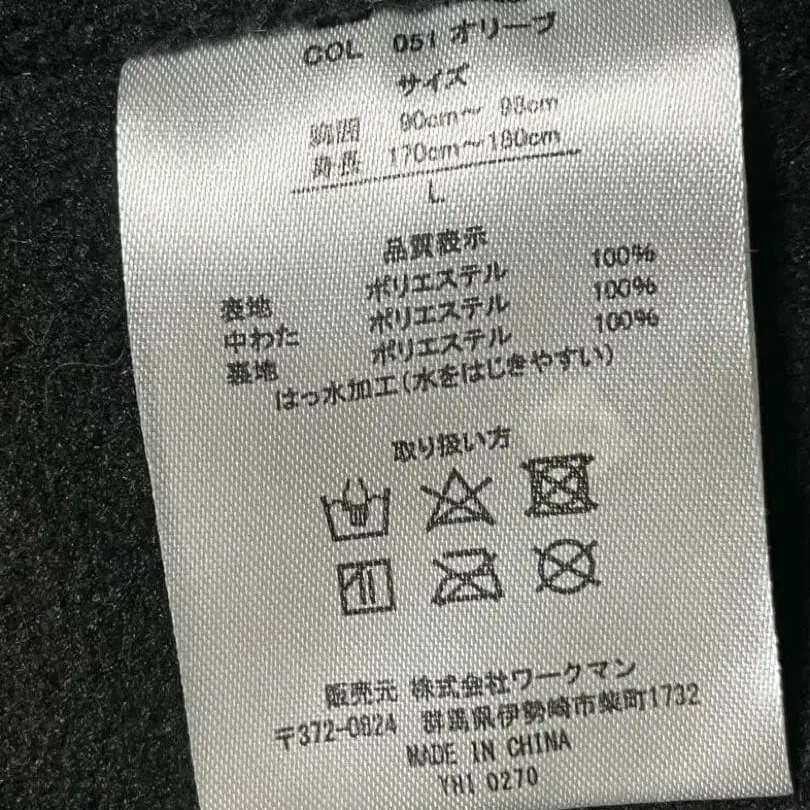 COL 051 オリーブ
サイズ
胸囲 90cm～ 98cm
身長 170cm～180cm
L
品質表示
表地 ポリエステル 100%
中わた ポリエステル 100%
裏地 ポリエステル 100%
はっ水加工(水をはじきやすい)
取り扱い方
販売元 株式会社ワークマン
〒372-0824 群馬県伊勢崎市柴町1732
MADE IN CHINA
YHI 0270